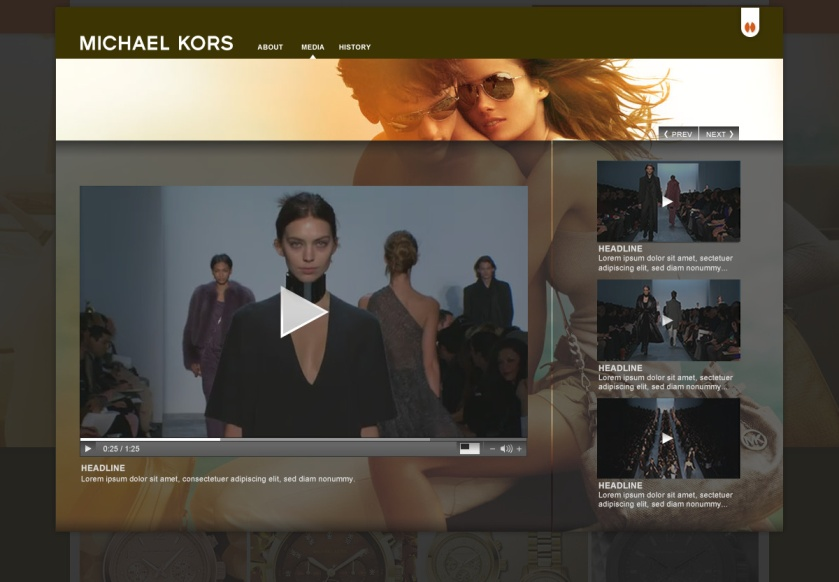 MICHAEL KORS
ABOUT
MEDIA
HISTORY
❮ PREV
NEXT ❯
0:25 / 1:25
HEADLINE
Lorem ipsum dolor sit amet, consectetuer adipiscing elit, sed diam nonummy.
HEADLINE
Lorem ipsum dolor sit amet, sectetuer
adipiscing elit, sed diam nonummy...
HEADLINE
Lorem ipsum dolor sit amet, sectetuer
adipiscing elit, sed diam nonummy...
HEADLINE
Lorem ipsum dolor sit amet, sectetuer
adipiscing elit, sed diam nonummy...